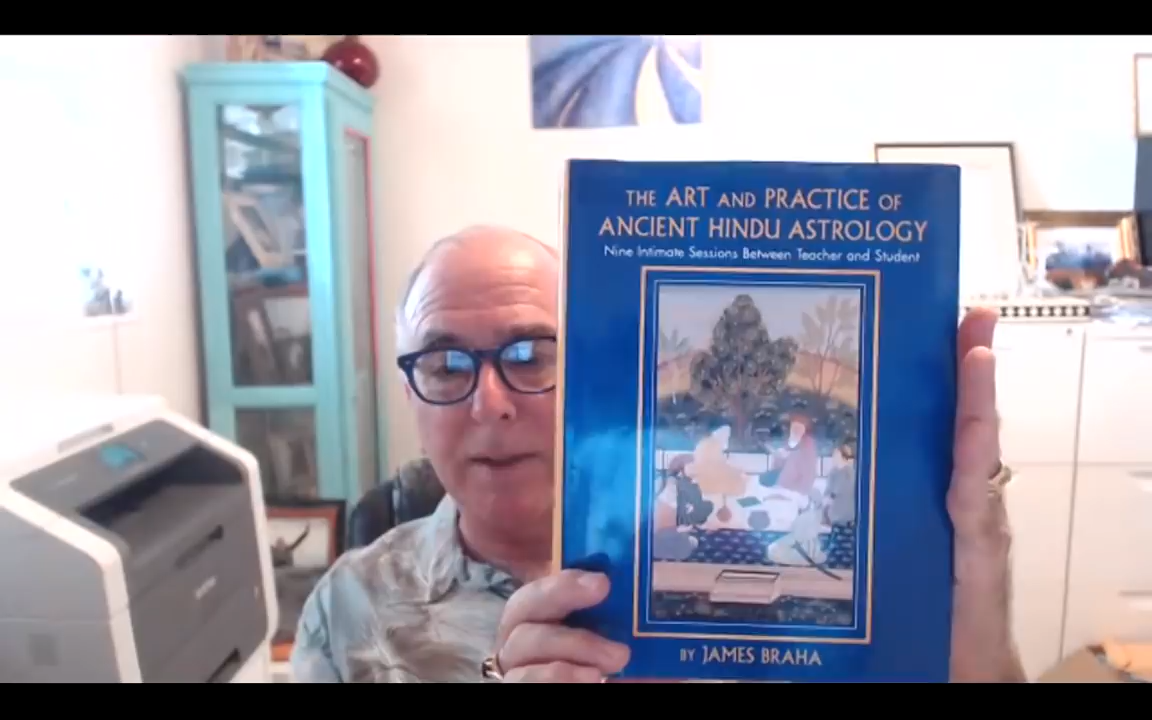 THE ART AND PRACTICE OF
ANCIENT HINDU ASTROLOGY
Nine Intimate Sessions Between Teacher and Student
BY JAMES BRAHA